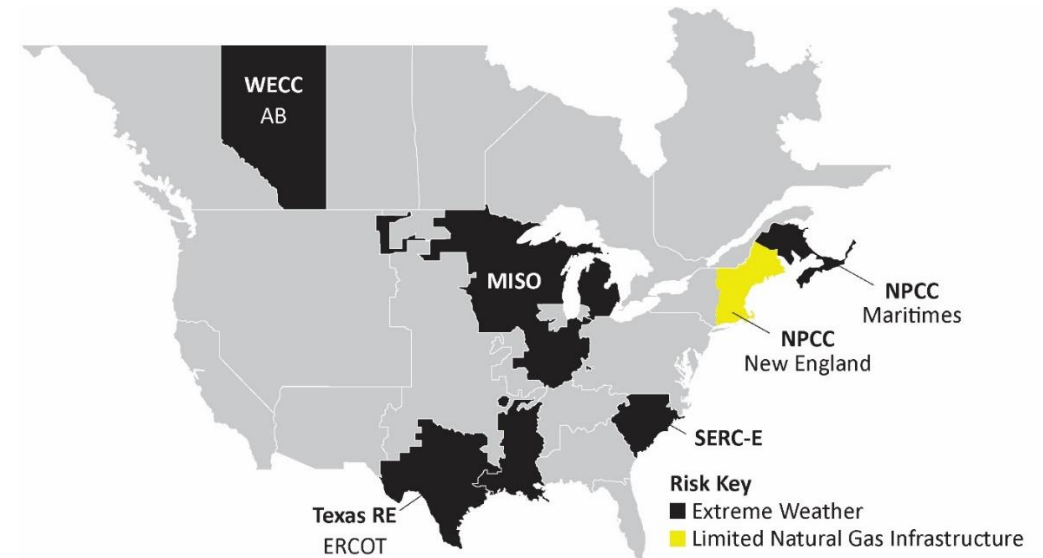 WECC
AB
MISO
NPCC
Maritimes
NPCC
New England
SERC-E
Texas RE
ERCOT
Risk Key
Extreme Weather
Limited Natural Gas Infrastructure